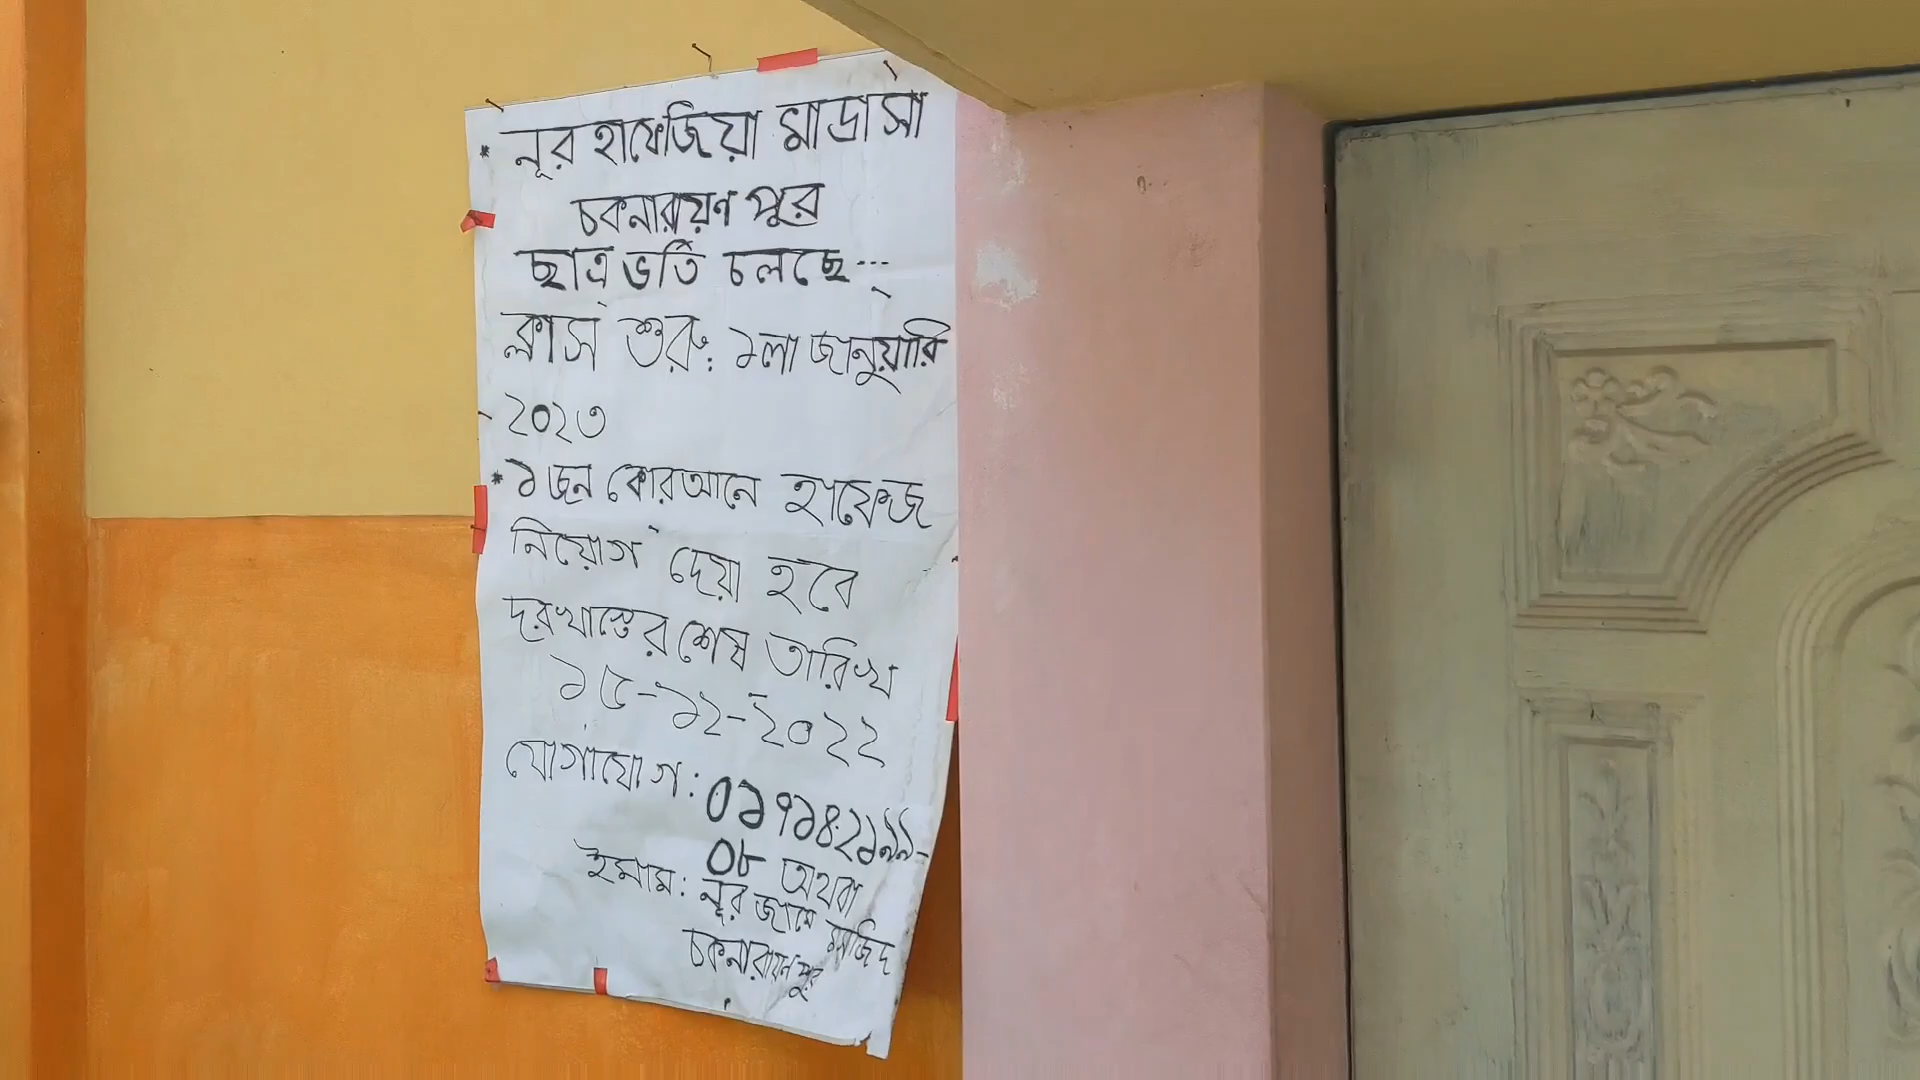 * নূর হাফেজিয়া মাদ্রাসা
চকনারায়ণ পুর
ছাত্র ভর্তি চলছে...
ক্লাস শুরু: ১লা জানুয়ারি
২০২৩
* ১ জন কোরআনে হাফেজ
নিয়োগ দেয়া হবে
দরখাস্তের শেষ তারিখ
১৫-১২-২০২২
যোগাযোগ: ০১৭১৪২১৯৯-
০৮ অথবা
ইমাম: নূর জামে মসজিদ
চকনারায়ণপুর